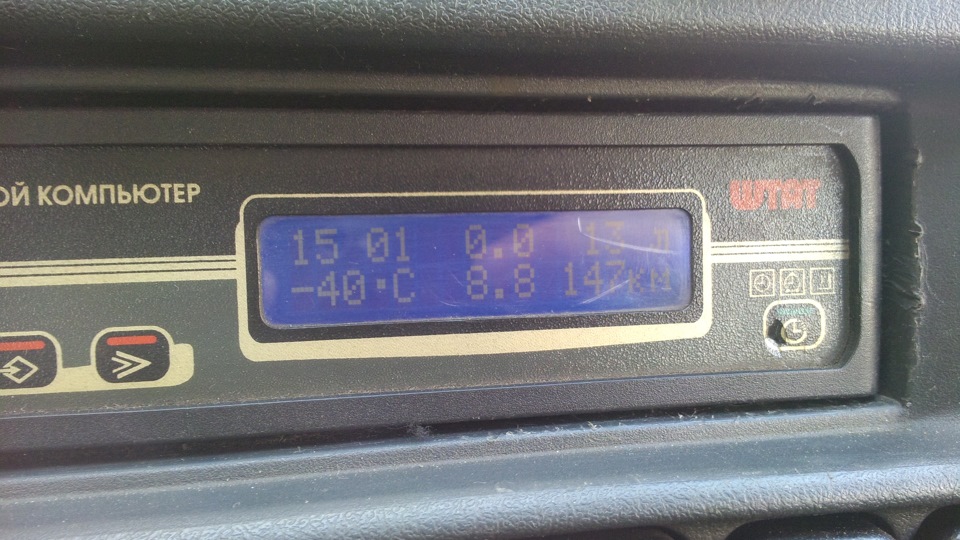 ОЙ КОМПЬЮТЕР
ШТАТ
15 01 0.0 13 л
-40°C 8.8 147км